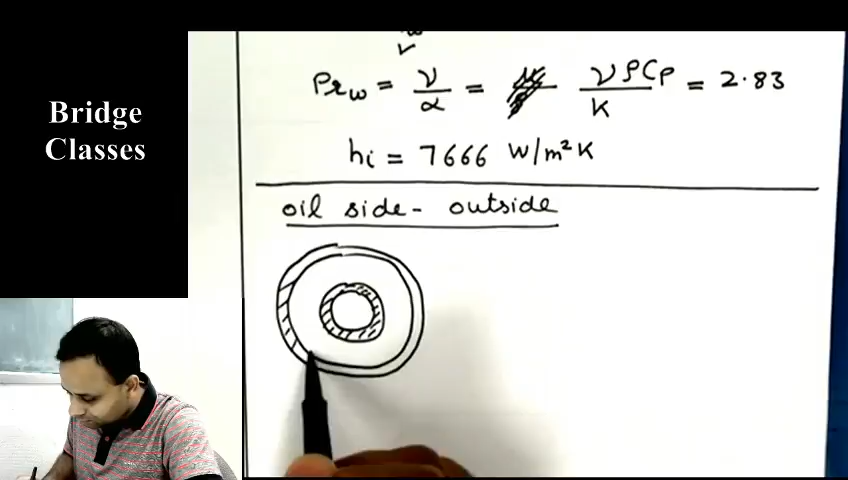 Bridge
Classes
Pr_w = ν/α = νρCp/K = 2.83
hi = 7666 W/m²K
oil side - outside